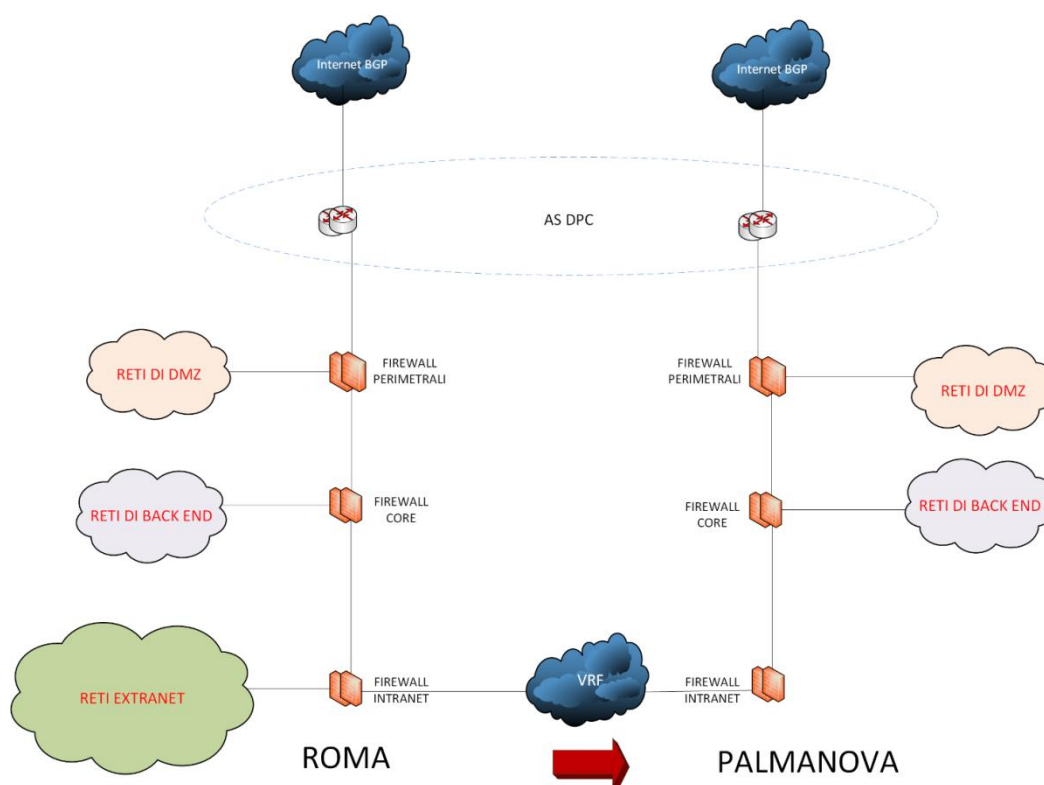 Internet BGP
Internet BGP
AS DPC
RETI DI DMZ
FIREWALL
PERIMETRALI
FIREWALL
PERIMETRALI
RETI DI DMZ
RETI DI BACK END
FIREWALL
CORE
FIREWALL
CORE
RETI DI BACK END
RETI EXTRANET
FIREWALL
INTRANET
VRF
FIREWALL
INTRANET
ROMA
PALMANOVA